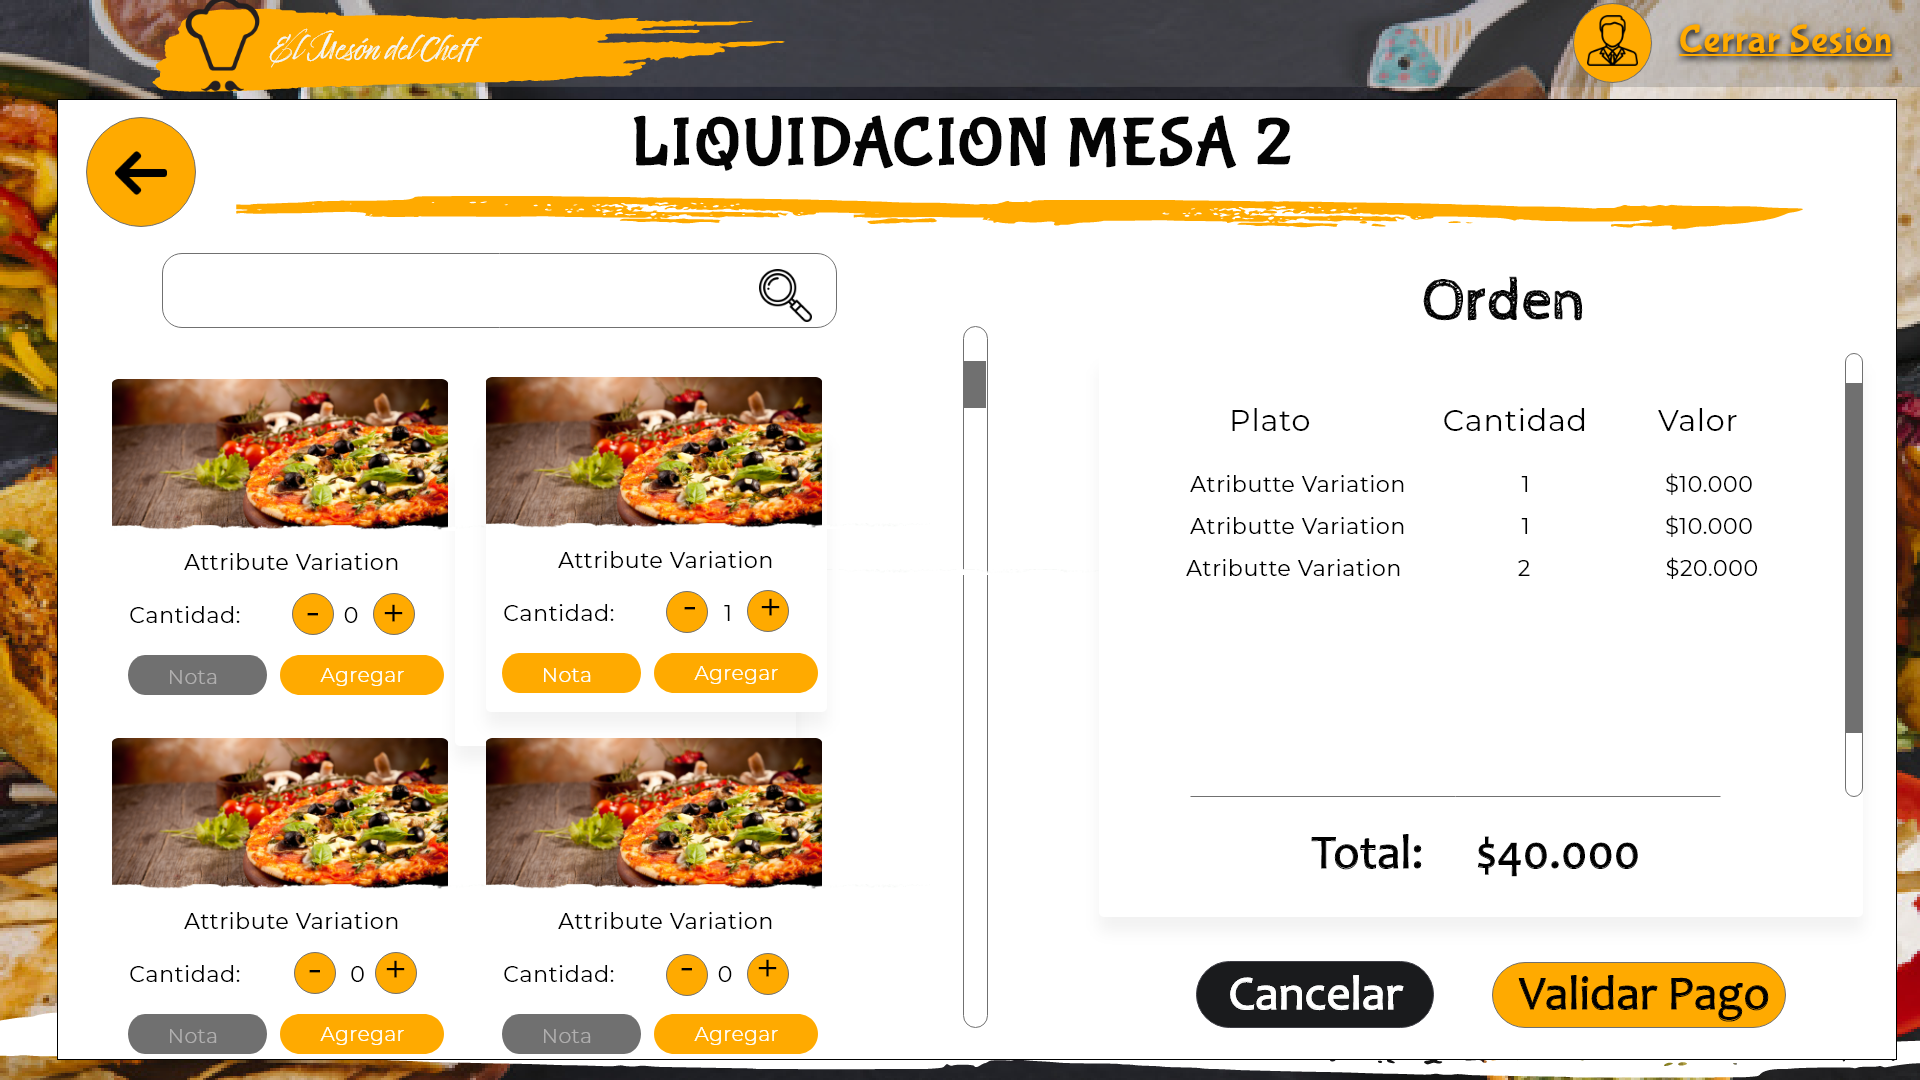 El Mesón del Cheff
Cerrar Sesión
LIQUIDACION MESA 2
Orden
Attribute Variation
Cantidad: - 0 +
Nota Agregar
Attribute Variation
Cantidad: - 1 +
Nota Agregar
Attribute Variation
Cantidad: - 0 +
Nota Agregar
Attribute Variation
Cantidad: - 0 +
Nota Agregar
Plato Cantidad Valor
Atributte Variation 1 $10.000
Atributte Variation 1 $10.000
Atributte Variation 2 $20.000
Total: $40.000
Cancelar Validar Pago